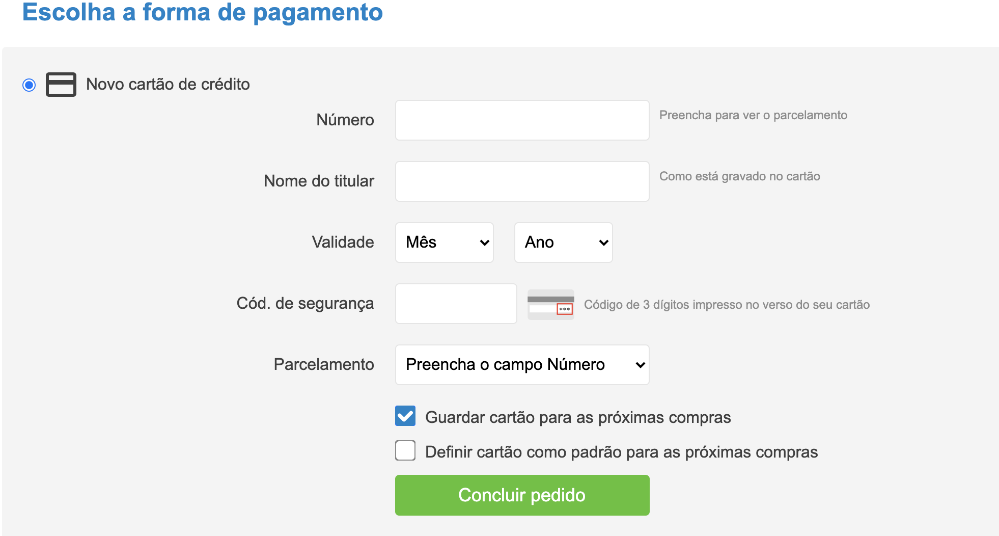 Escolha a forma de pagamento
Novo cartão de crédito
Número
Preencha para ver o parcelamento
Nome do titular
Como está gravado no cartão
Validade
Mês
Ano
Cód. de segurança
***
Código de 3 dígitos impresso no verso do seu cartão
Parcelamento
Preencha o campo Número
Guardar cartão para as próximas compras
Definir cartão como padrão para as próximas compras
Concluir pedido